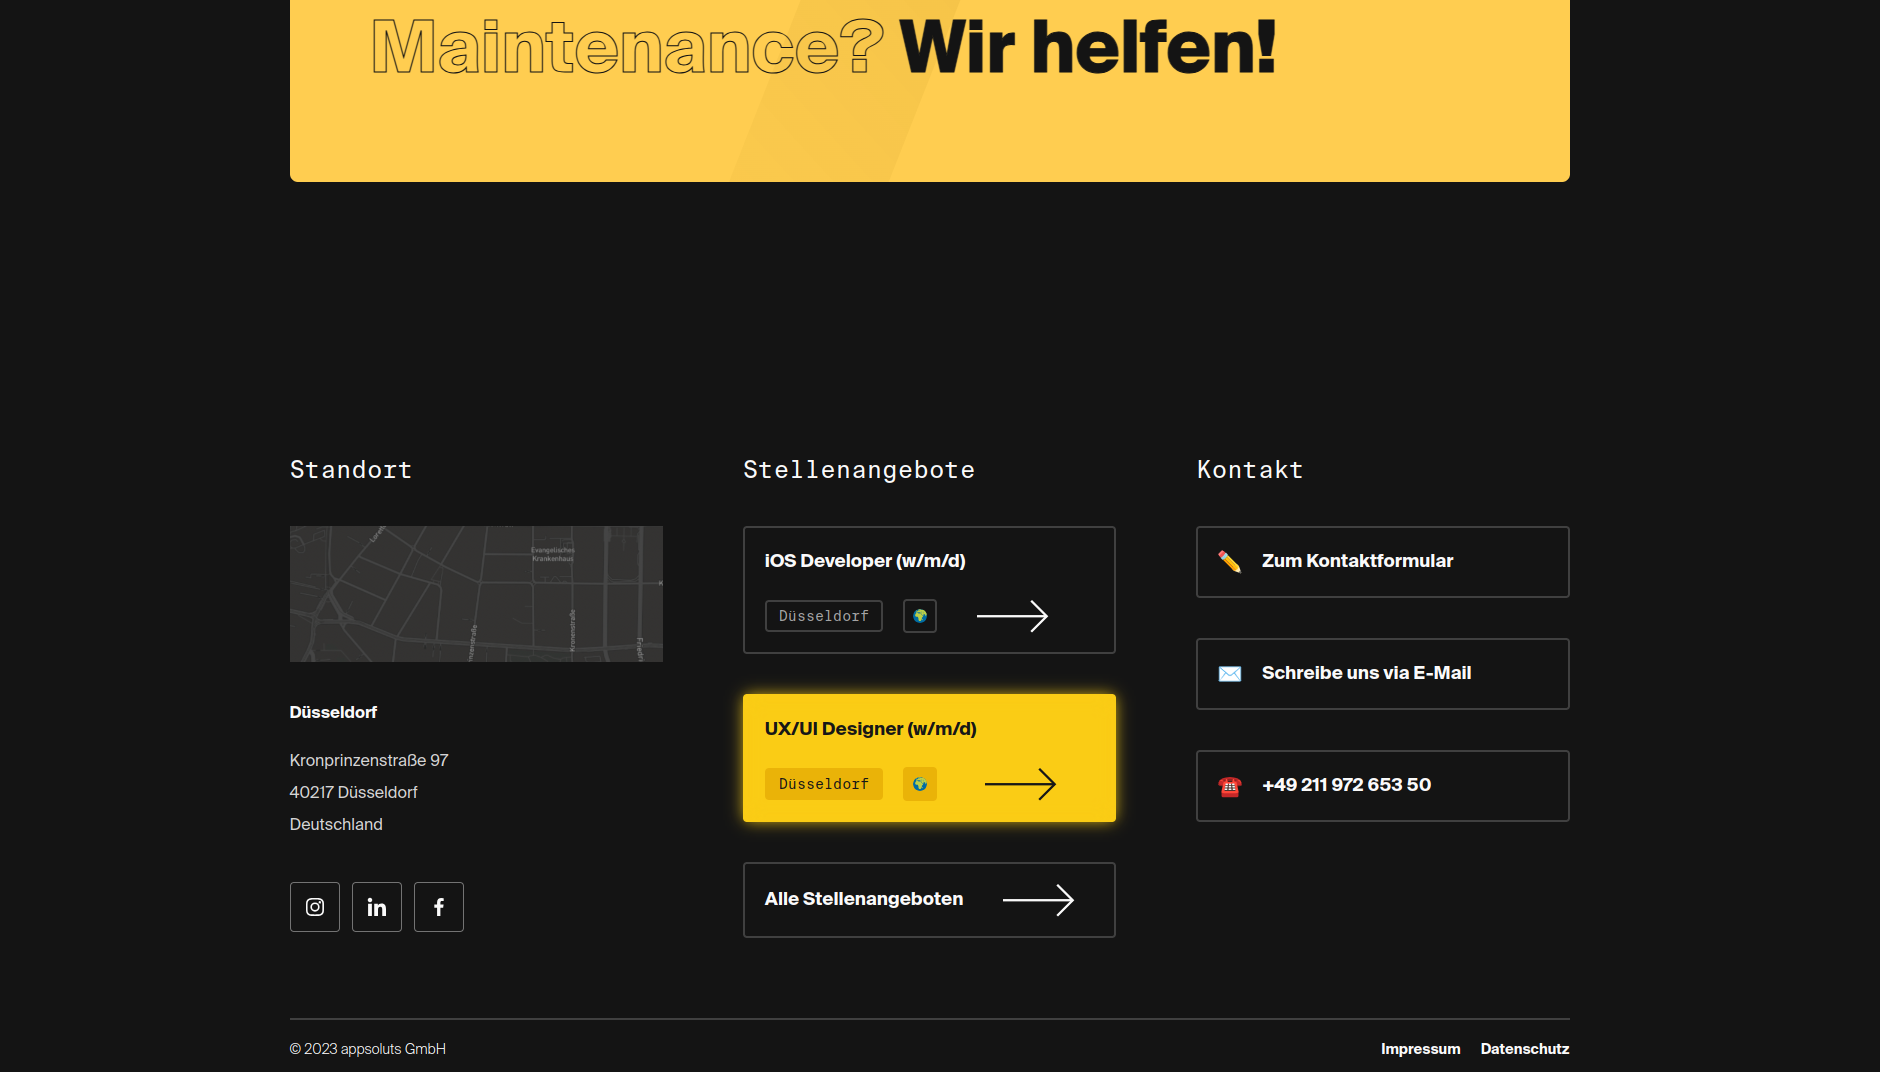 Maintenance? Wir helfen!
Standort
Evangelisches
Krankenhaus
Kronenstraße
Düsseldorf
Kronprinzenstraße 97
40217 Düsseldorf
Deutschland
Stellenangebote
iOS Developer (w/m/d)
Düsseldorf
UX/UI Designer (w/m/d)
Düsseldorf
Alle Stellenangeboten
Kontakt
Zum Kontaktformular
Schreibe uns via E-Mail
+49 211 972 653 50
© 2023 appsoluts GmbH
Impressum Datenschutz